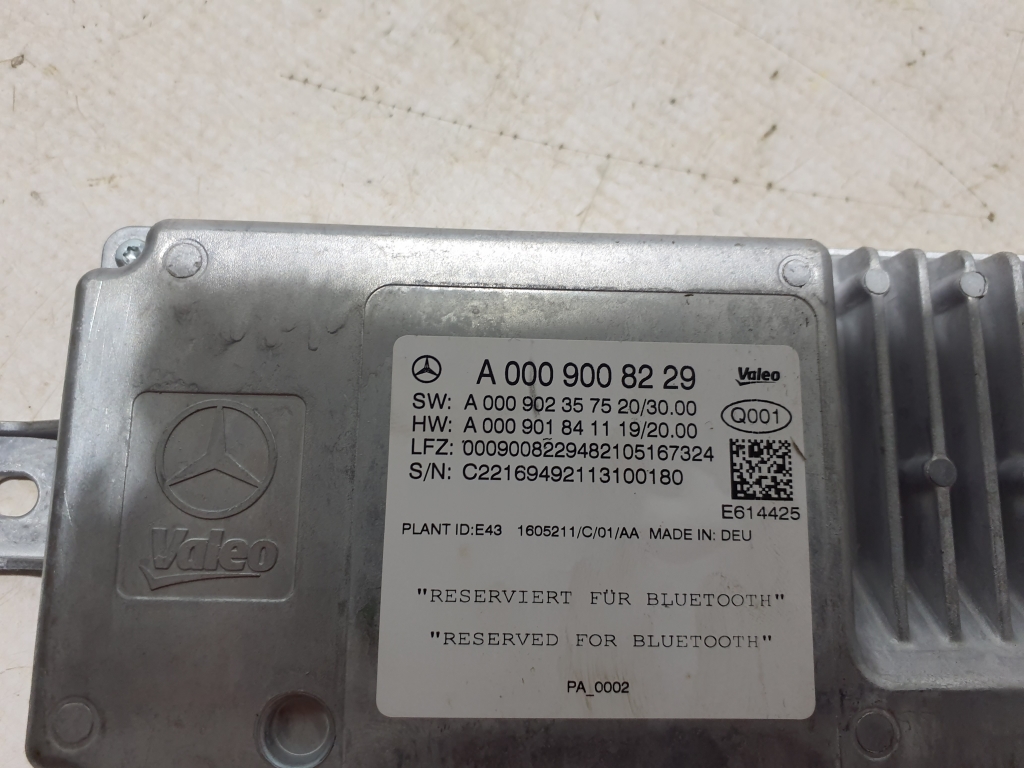 A 000 900 82 29
Valeo
SW: A 000 902 35 75 20/30.00
HW: A 000 901 84 11 19/20.00
Q001
LFZ: 0009008229482105167324
S/N: C221694921131001​80
E614425
PLANT ID:E43 1605211/C/01/AA MADE IN: DEU
"RESERVIERT FÜR BLUETOOTH"
"RESERVED FOR BLUETOOTH"
PA_0002
Valeo